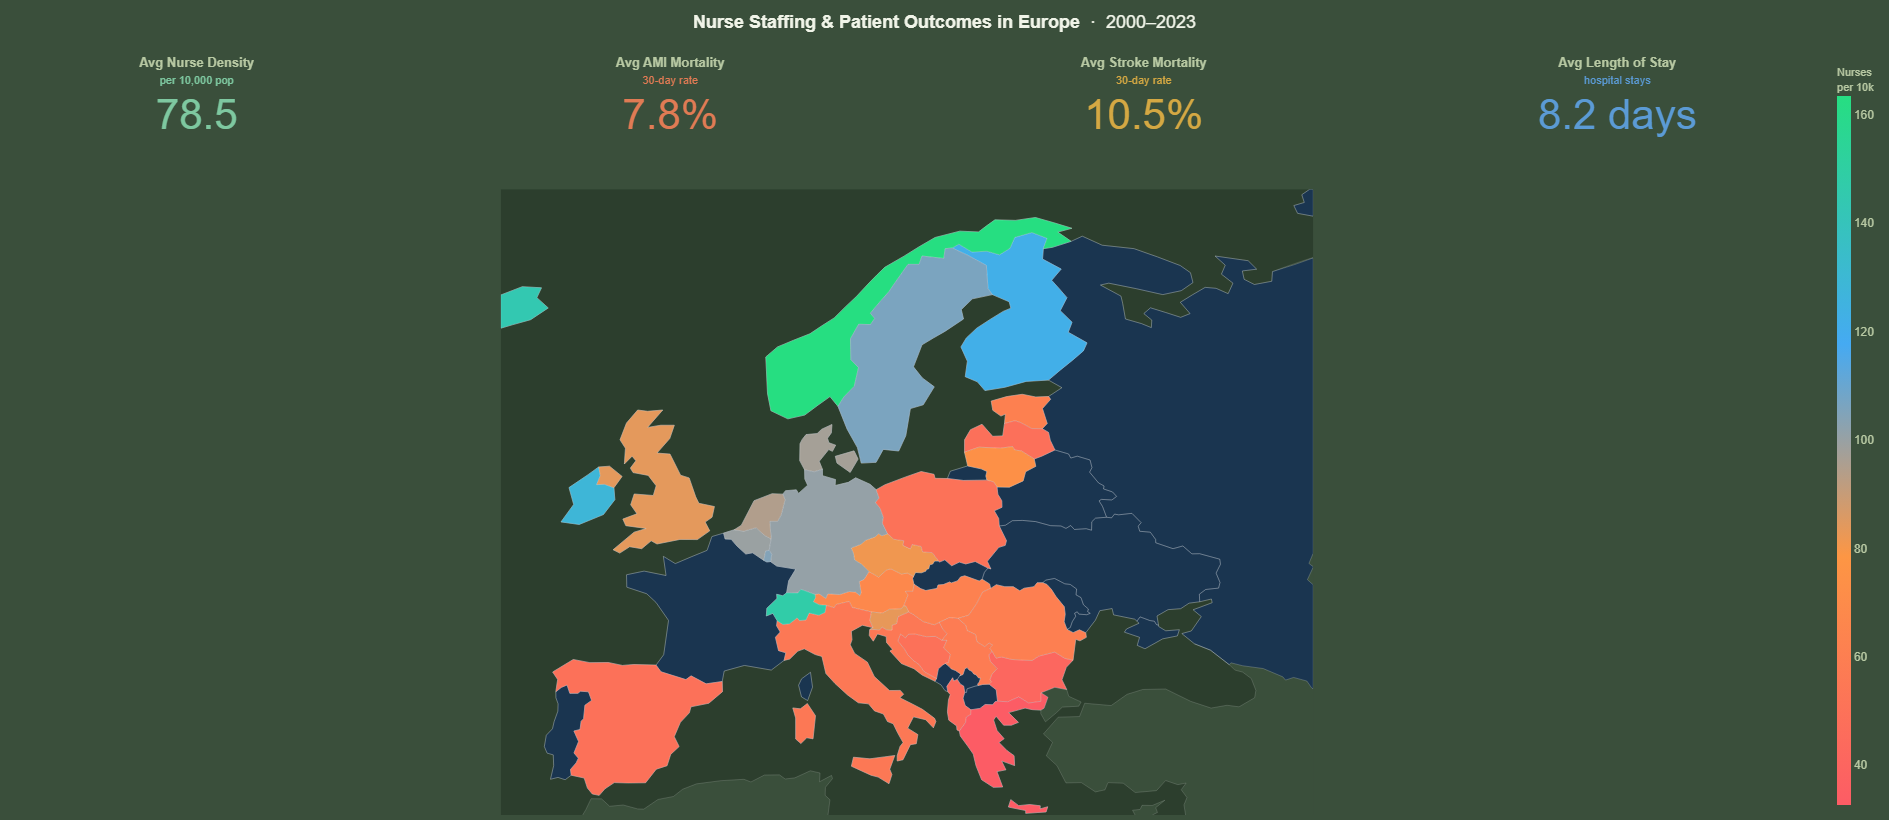 Nurse Staffing & Patient Outcomes in Europe · 2000–2023
Avg Nurse Density
per 10,000 pop
78.5
Avg AMI Mortality
30-day rate
7.8%
Avg Stroke Mortality
30-day rate
10.5%
Avg Length of Stay
hospital stays
8.2 days
Nurses
per 10k
160
140
120
100
80
60
40